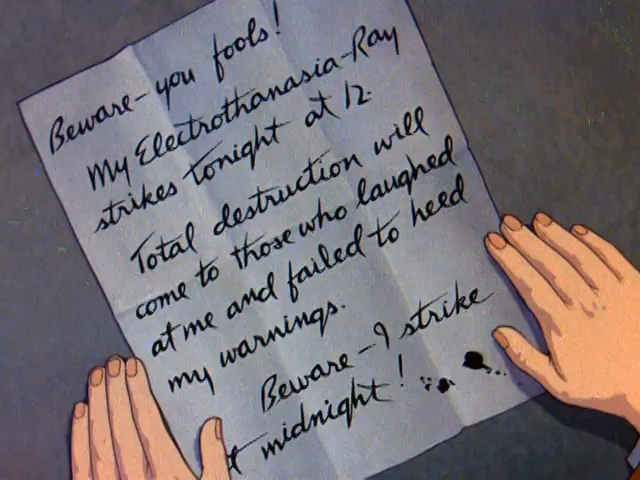 Beware-you fools!
My Electrothanasia-Ray
strikes tonight at 12.
Total destruction will
come to those who laughed
at me and failed to heed
my warnings.
Beware-I strike
t midnight!